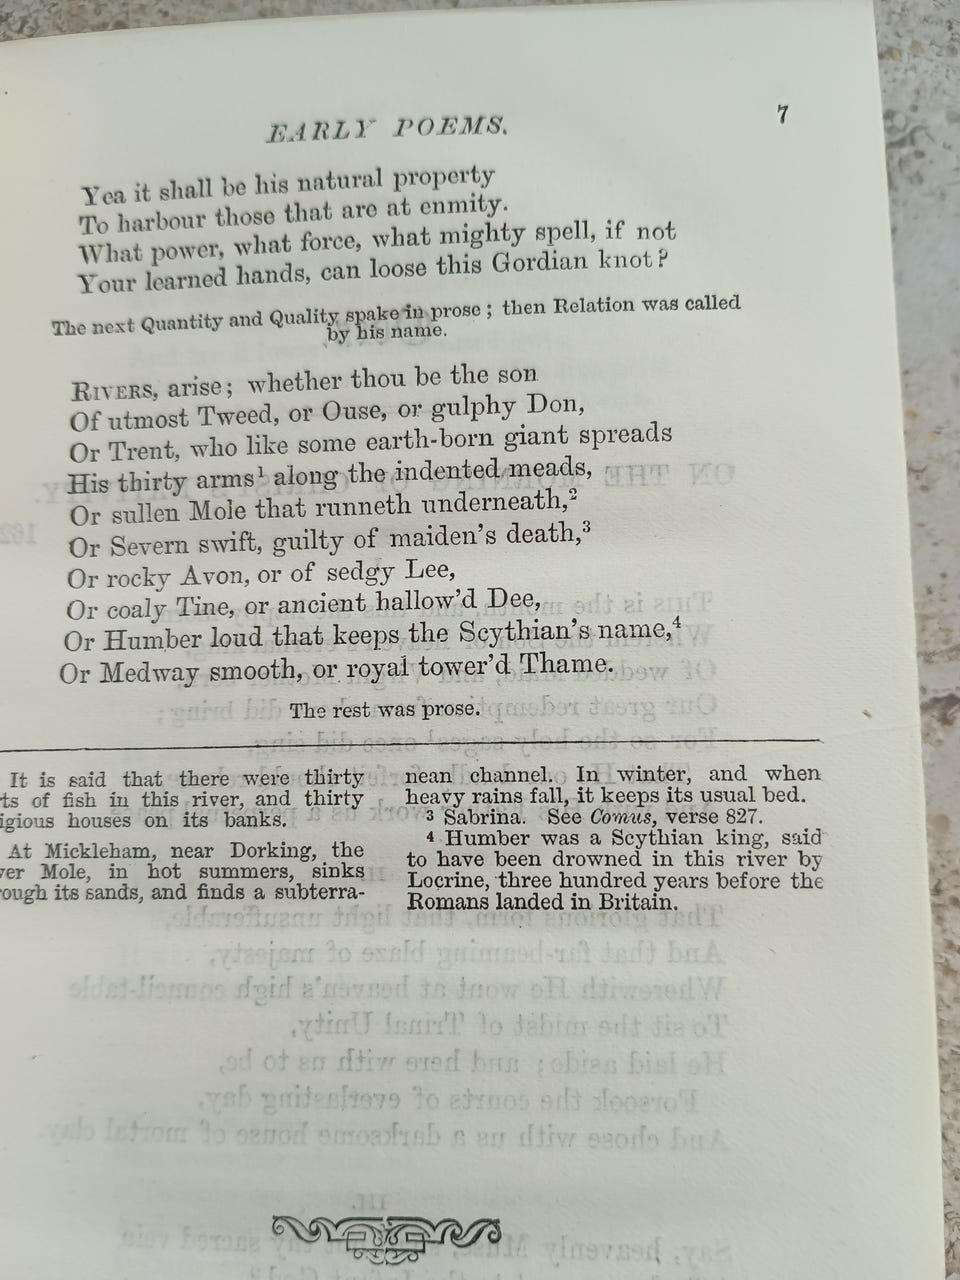 EARLY POEMS.
7
Yea it shall be his natural property
To harbour those that are at enmity.
What power, what force, what mighty spell, if not
Your learned hands, can loose this Gordian knot?
The next Quantity and Quality spake in prose; then Relation was called
by his name.
RIVERS, arise; whether thou be the son
Of utmost Tweed, or Ouse, or gulphy Don,
Or Trent, who like some earth-born giant spreads
His thirty arms¹ along the indented meads,
Or sullen Mole that runneth underneath,²
Or Severn swift, guilty of maiden's death,³
Or rocky Avon, or of sedgy Lee,
Or coaly Tine, or ancient hallow'd Dee,
Or Humber loud that keeps the Scythian's name,⁴
Or Medway smooth, or royal tower'd Thame.
The rest was prose.
It is said that there were thirty
ts of fish in this river, and thirty
igious houses on its banks.
At Mickleham, near Dorking, the
ver Mole, in hot summers, sinks
ough its sands, and finds a subterra-
nean channel. In winter, and when
heavy rains fall, it keeps its usual bed.
³ Sabrina. See Comus, verse 827.
⁴ Humber was a Scythian king, said
to have been drowned in this river by
Locrine, three hundred years before the
Romans landed in Britain.